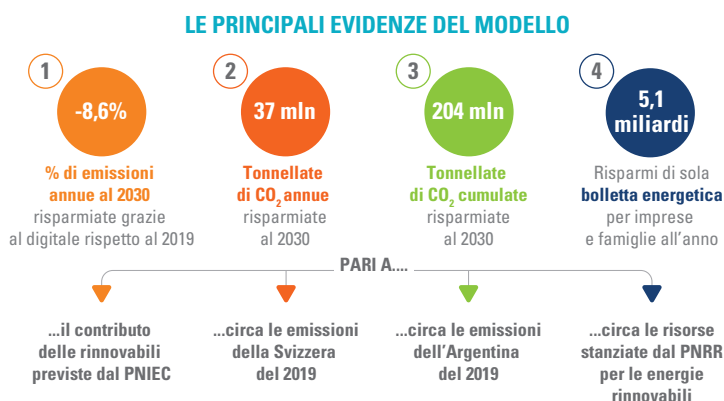 LE PRINCIPALI EVIDENZE DEL MODELLO
1
-8,6%
% di emissioni
annue al 2030
risparmiate grazie
al digitale rispetto al 2019
2
37 mln
Tonnellate
di CO₂ annue
risparmiate
al 2030
3
204 mln
Tonnellate
di CO₂ cumulate
risparmiate
al 2030
4
5,1
miliardi
Risparmi di sola
bolletta energetica
per imprese
e famiglie all'anno
PARI A....
...il contributo
delle rinnovabili
previste dal PNIEC
...circa le emissioni
della Svizzera
del 2019
...circa le emissioni
dell'Argentina
del 2019
...circa le risorse
stanziate dal PNRR
per le energie
rinnovabili